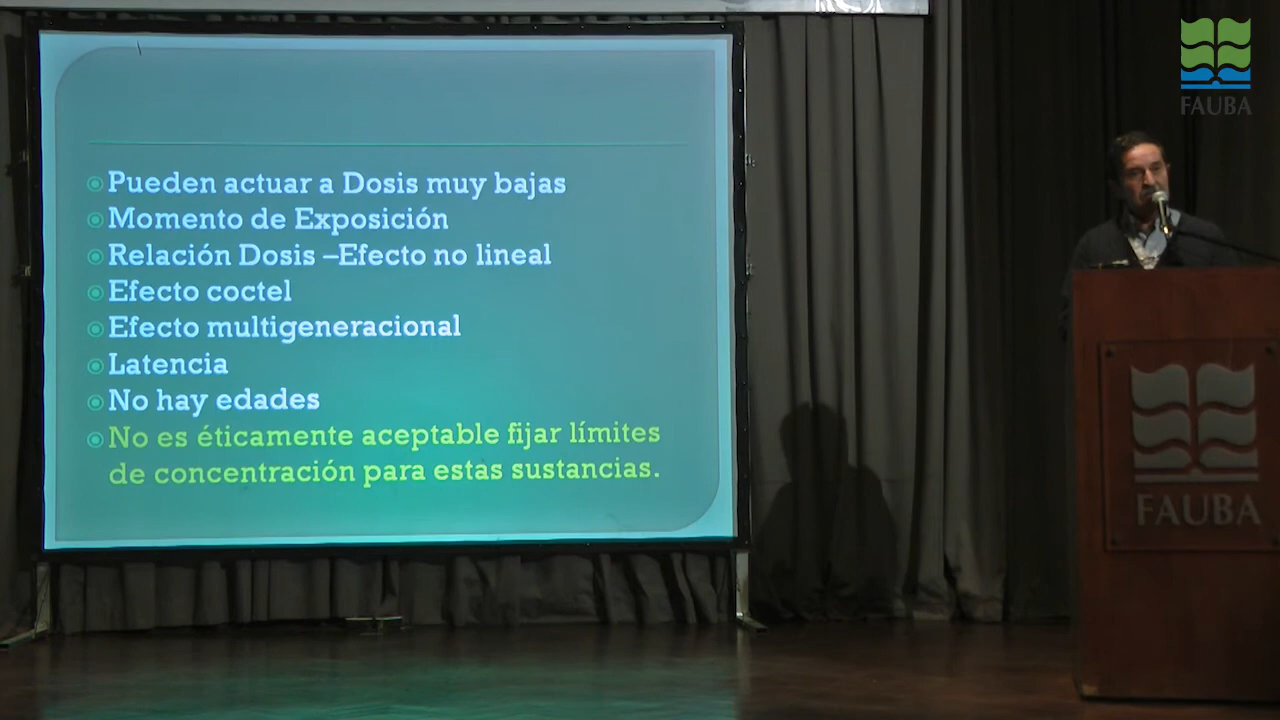 Pueden actuar a Dosis muy bajas
Momento de Exposición
Relación Dosis –Efecto no lineal
Efecto coctel
Efecto multigeneracional
Latencia
No hay edades
No es éticamente aceptable fijar límites
de concentración para estas sustancias.
FAUBA
FAUBA